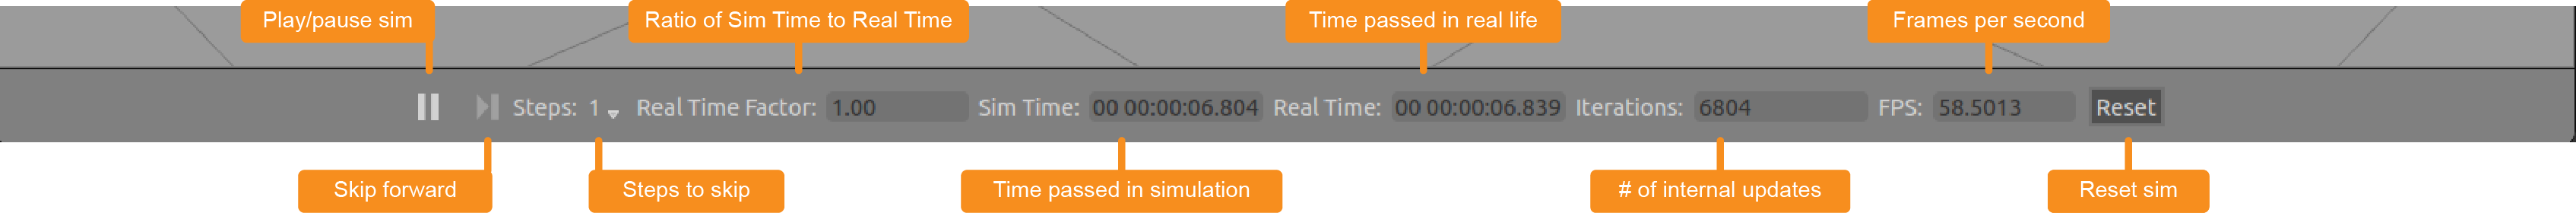 Play/pause sim
Ratio of Sim Time to Real Time
Time passed in real life
Frames per second
Steps: 1 Real Time Factor: 1.00 Sim Time: 00 00:00:06.804 Real Time: 00 00:00:06.839 Iterations: 6804 FPS: 58.5013 Reset
Skip forward
Steps to skip
Time passed in simulation
# of internal updates
Reset sim